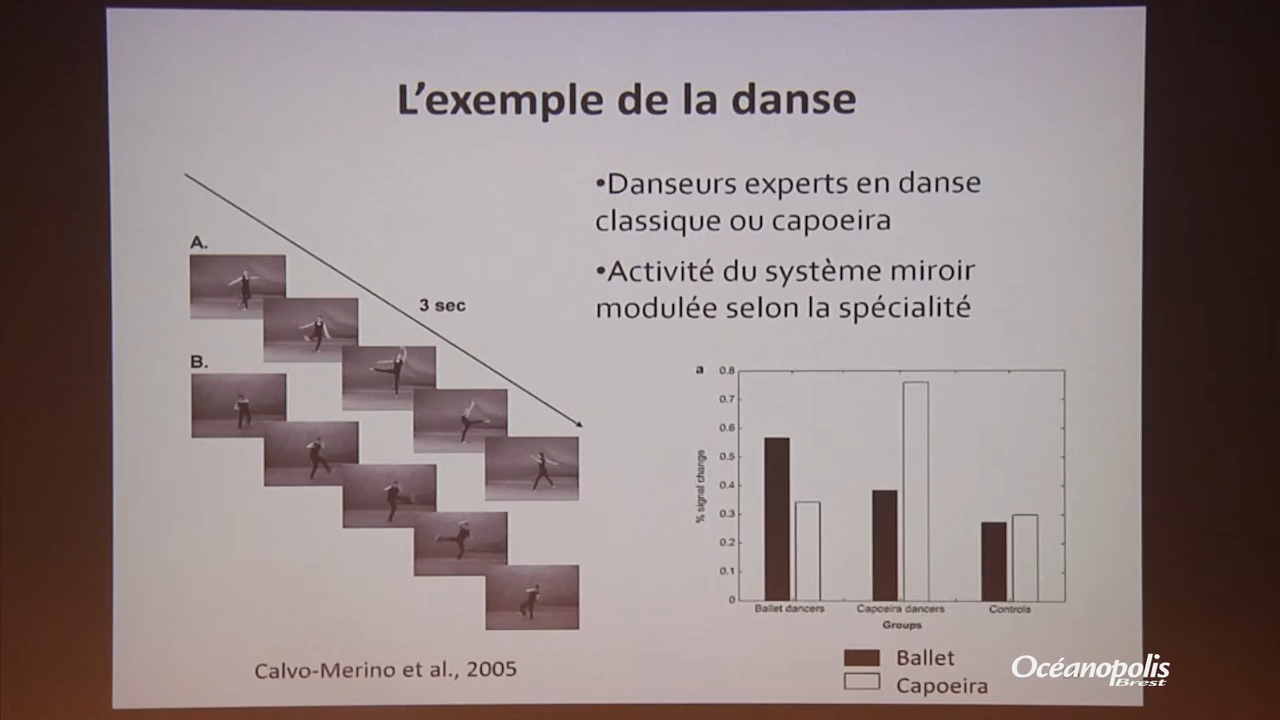 L'exemple de la danse
•Danseurs experts en danse
classique ou capoeira
•Activité du système miroir
modulée selon la spécialité
A.
3 sec
B.
a
0.8
0.7
0.6
0.5
0.4
0.3
0.2
0.1
0
% signal change
Ballet dancers
Capoeira dancers
Controls
Groups
Ballet
Capoeira
Calvo-Merino et al., 2005
Océanopolis
Brest